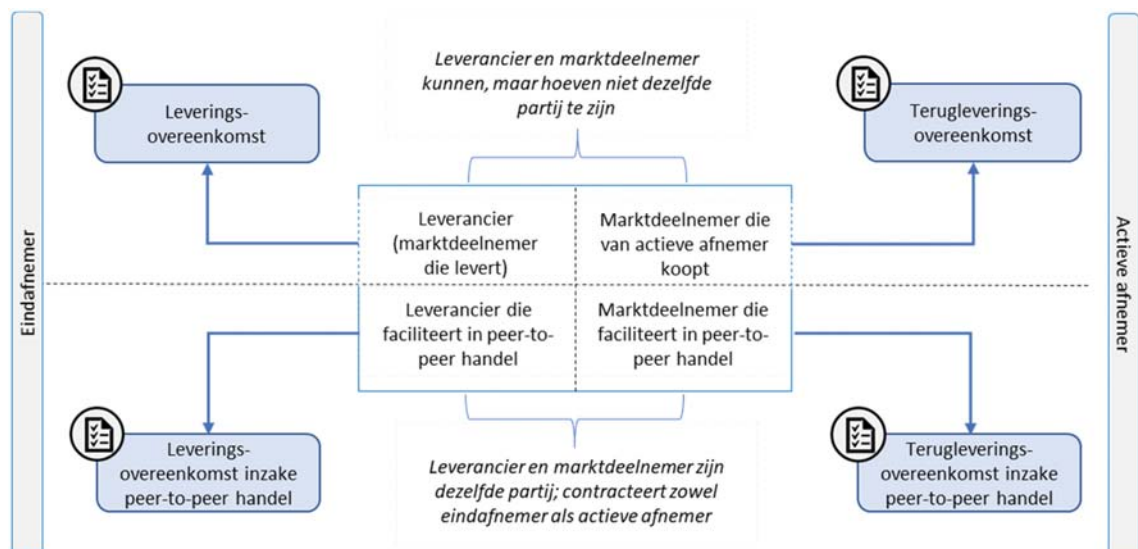 Leverancier en marktdeelnemer
kunnen, maar hoeven niet dezelfde
partij te zijn
Leverings-
overeenkomst
Terugleverings-
overeenkomst
Eindafnemer
Leverancier
(marktdeelnemer
die levert)
Marktdeelnemer die
van actieve afnemer
koopt
Actieve afnemer
Leverancier die
faciliteert in peer-to-
peer handel
Marktdeelnemer die
faciliteert in peer-to-
peer handel
Leverings-
overeenkomst inzake
peer-to-peer handel
Leverancier en marktdeelnemer zijn
dezelfde partij; contracteert zowel
eindafnemer als actieve afnemer
Terugleverings-
overeenkomst inzake
peer-to-peer handel